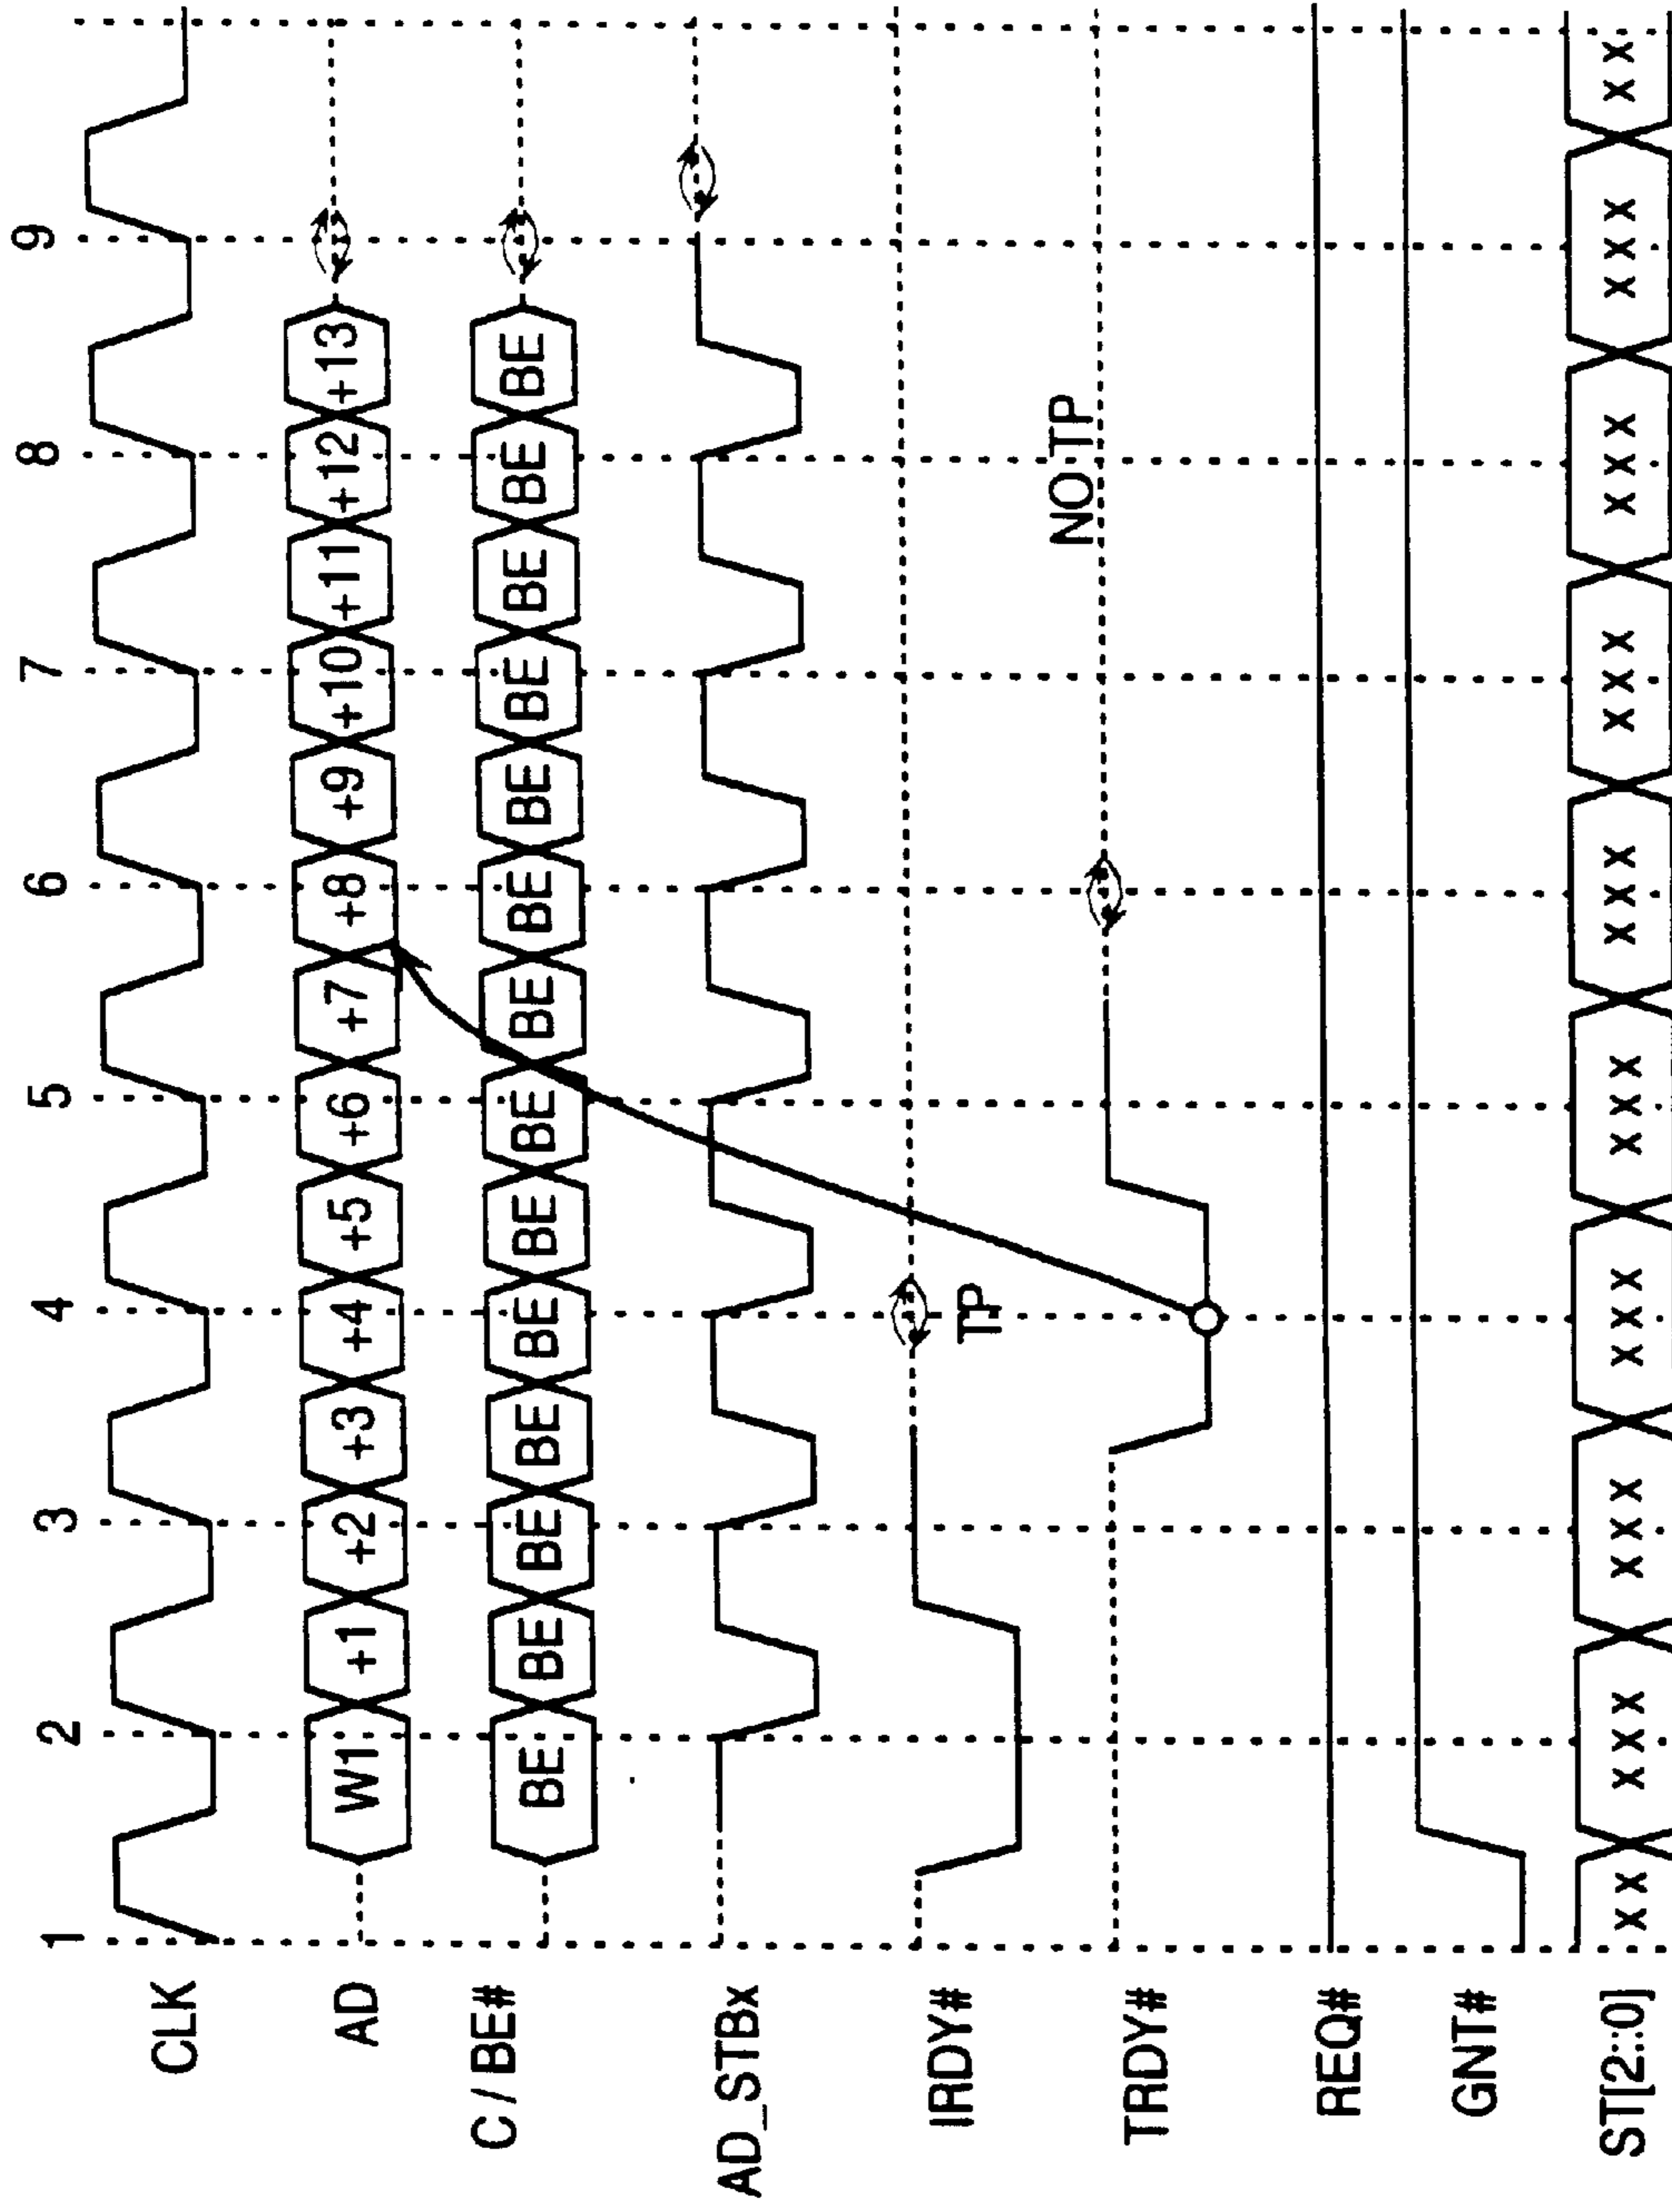 1 2 3 4 5 6 7 8 9
CLK
AD W1 +1 +2 +3 +4 +5 +6 +7 +8 +9 +10 +11 +12 +13
C / BE# BE BE BE BE BE BE BE BE BE BE BE BE BE BE
AD_STBx
IRDY#
TP
NO TP
TRDY#
REQ#
GNT#
ST[2::0] XX XXX XXX XXX XXX XXX XXX XXX XXX XX